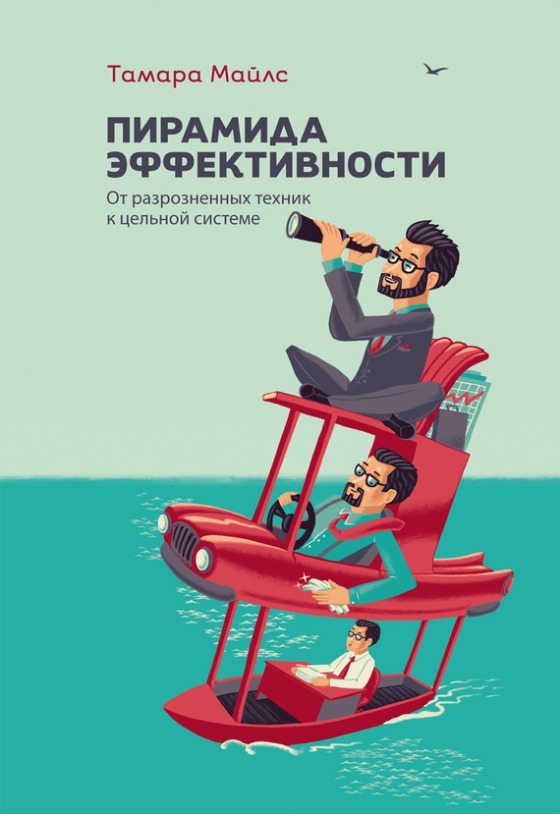 Тамара Майлс
ПИРАМИДА
ЭФФЕКТИВНОСТИ
От разрозненных техник
к цельной системе